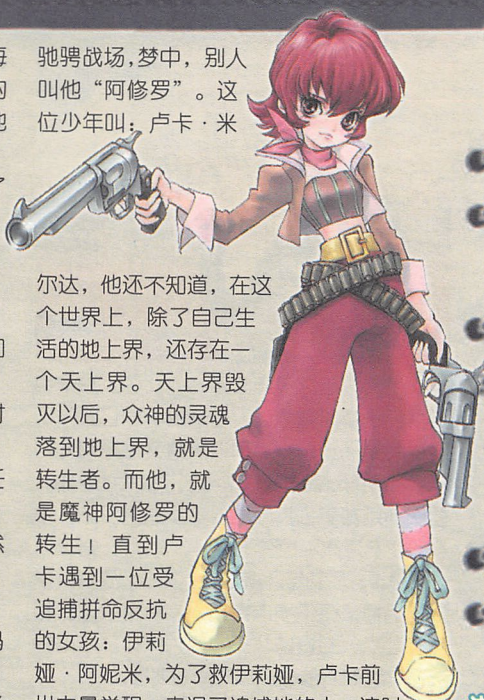 驰骋战场,梦中，别人
叫他“阿修罗”。这
位少年叫：卢卡·米
尔达，他还不知道，在这
个世界上，除了自己生
活的地上界，还存在一
个天上界。天上界毁
灭以后，众神的灵魂
落到地上界，就是
转生者。而他，就
是魔神阿修罗的
转生！直到卢
卡遇到一位受
追捕拼命反抗
的女孩：伊莉
娅·阿妮米，为了救伊莉娅，卢卡前